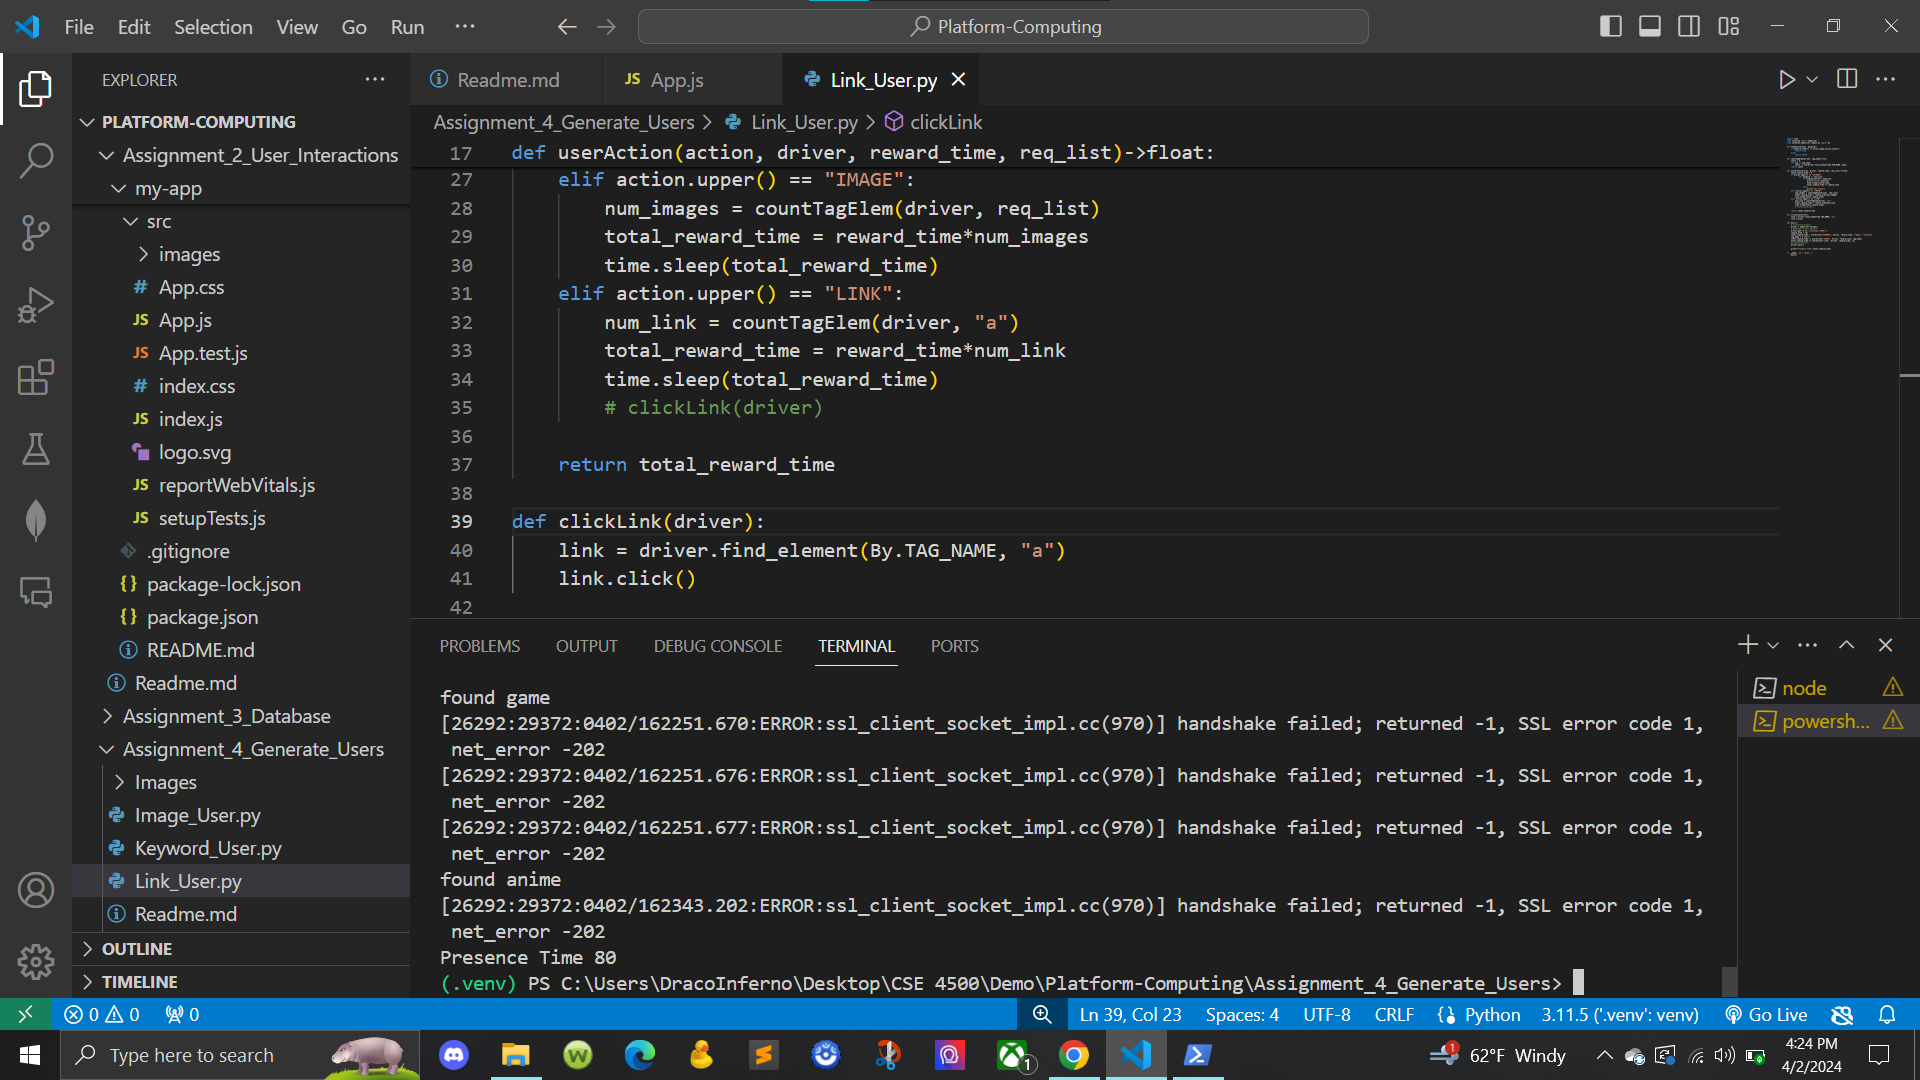 File Edit Selection View Go Run ··· Platform-Computing
EXPLORER ···
PLATFORM-COMPUTING
Assignment_2_User_Interactions
my-app
src
images
# App.css
JS App.js
JS App.test.js
# index.css
JS index.js
logo.svg
JS reportWebVitals.js
JS setupTests.js
.gitignore
{} package-lock.json
{} package.json
README.md
Readme.md
Assignment_3_Database
Assignment_4_Generate_Users
Images
Image_User.py
Keyword_User.py
Link_User.py
Readme.md
OUTLINE
TIMELINE
Readme.md JS App.js Link_User.py
Assignment_4_Generate_Users > Link_User.py > clickLink
17 def userAction(action, driver, reward_time, req_list)->float:
27 elif action.upper() == "IMAGE":
28 num_images = countTagElem(driver, req_list)
29 total_reward_time = reward_time*num_images
30 time.sleep(total_reward_time)
31 elif action.upper() == "LINK":
32 num_link = countTagElem(driver, "a")
33 total_reward_time = reward_time*num_link
34 time.sleep(total_reward_time)
35 # clickLink(driver)
36
37 return total_reward_time
38
39 def clickLink(driver):
40 link = driver.find_element(By.TAG_NAME, "a")
41 link.click()
42
PROBLEMS OUTPUT DEBUG CONSOLE TERMINAL PORTS
found game
[26292:29372:0402/162251.670:ERROR:ssl_client_socket_impl.cc(970)] handshake failed; returned -1, SSL error code 1,
net_error -202
[26292:29372:0402/162251.676:ERROR:ssl_client_socket_impl.cc(970)] handshake failed; returned -1, SSL error code 1,
net_error -202
[26292:29372:0402/162251.677:ERROR:ssl_client_socket_impl.cc(970)] handshake failed; returned -1, SSL error code 1,
net_error -202
found anime
[26292:29372:0402/162343.202:ERROR:ssl_client_socket_impl.cc(970)] handshake failed; returned -1, SSL error code 1,
net_error -202
Presence Time 80
(.venv) PS C:\Users\DracoInferno\Desktop\CSE 4500\Demo\Platform-Computing\Assignment_4_Generate_Users>
node
powersh...
0 0 0 Ln 39, Col 23 Spaces: 4 UTF-8 CRLF {} Python 3.11.5 ('.venv': venv) Go Live
Type here to search 1 1 62°F Windy 4:24 PM
4/2/2024